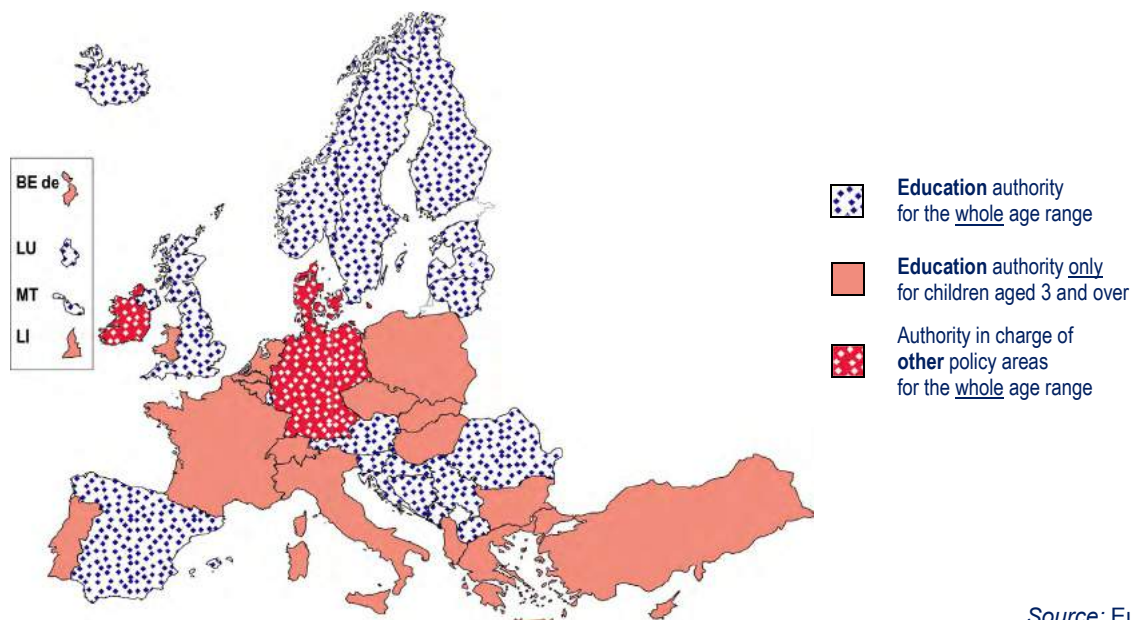 BE de
LU
MT
LI
Education authority
for the whole age range
Education authority only
for children aged 3 and over
Authority in charge of
other policy areas
for the whole age range
Source: